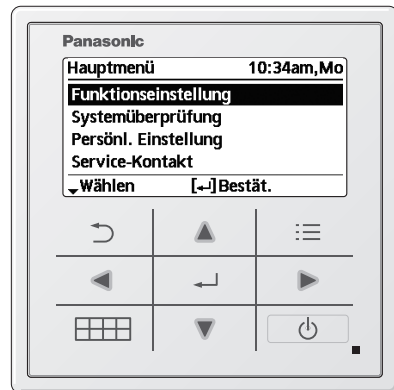 Panasonic
Hauptmenü 10:34am,Mo
Funktionseinstellung
Systemüberprüfung
Persönl. Einstellung
Service-Kontakt
Wählen [↵]Bestät.